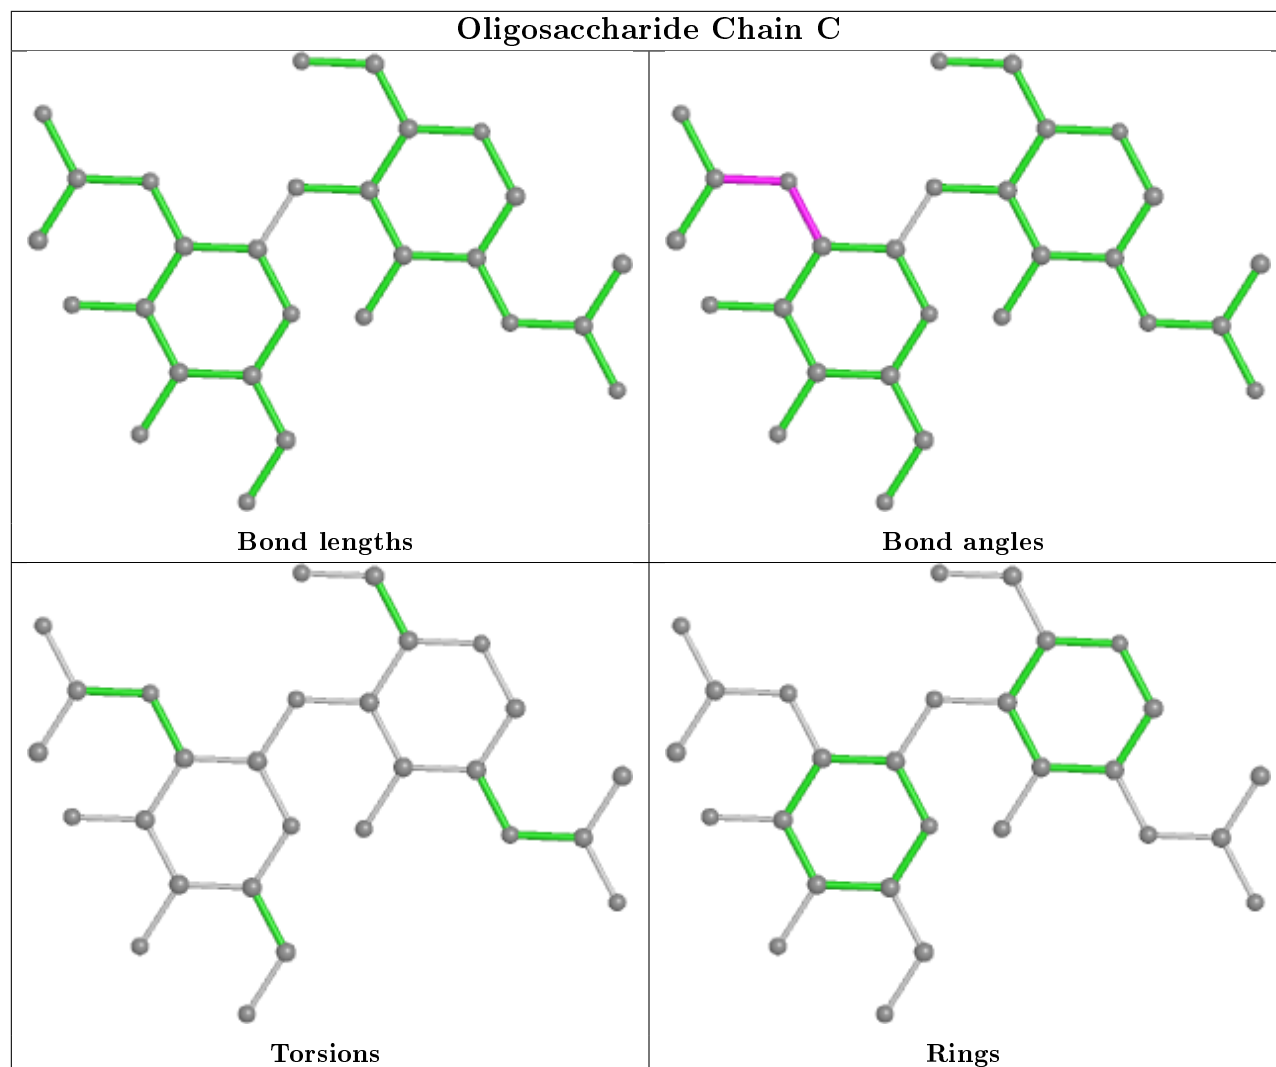 Oligosaccharide Chain C
Bond lengths
Bond angles
Torsions
Rings